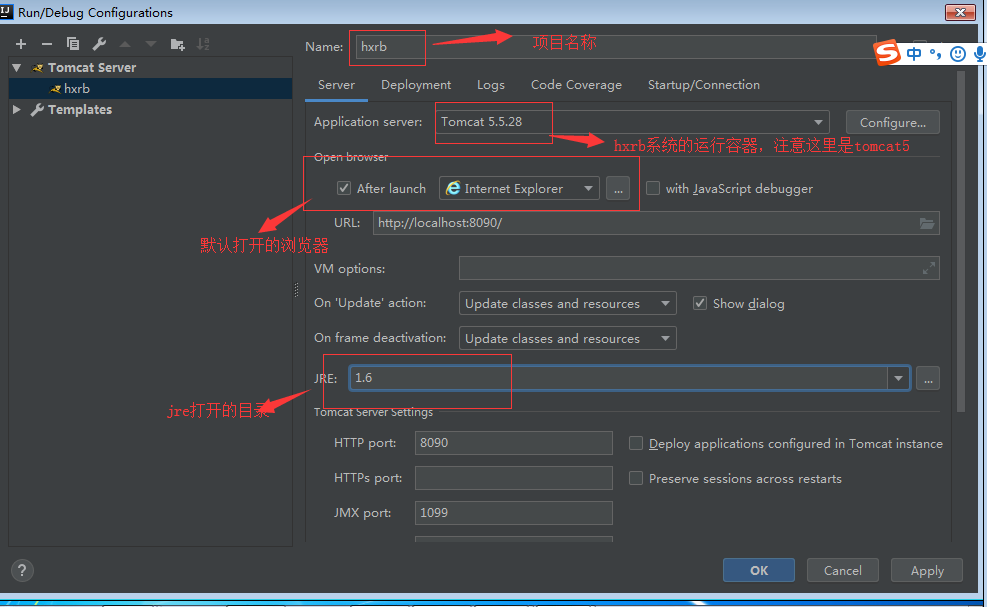 Run/Debug Configurations
Name: hxrb
项目名称
中
Tomcat Server
hxrb
Templates
Server Deployment Logs Code Coverage Startup/Connection
Application server: Tomcat 5.5.28 Configure...
hxrb系统的运行容器，注意这里是tomcat5
Open browser
After launch Internet Explorer ... with JavaScript debugger
URL: http://localhost:8090/
默认打开的浏览器
VM options:
On 'Update' action: Update classes and resources Show dialog
On frame deactivation: Update classes and resources
JRE: 1.6 ...
jre打开的目录
Tomcat Server Settings
HTTP port: 8090 Deploy applications configured in Tomcat instance
HTTPs port: Preserve sessions across restarts
JMX port: 1099
? OK Cancel Apply